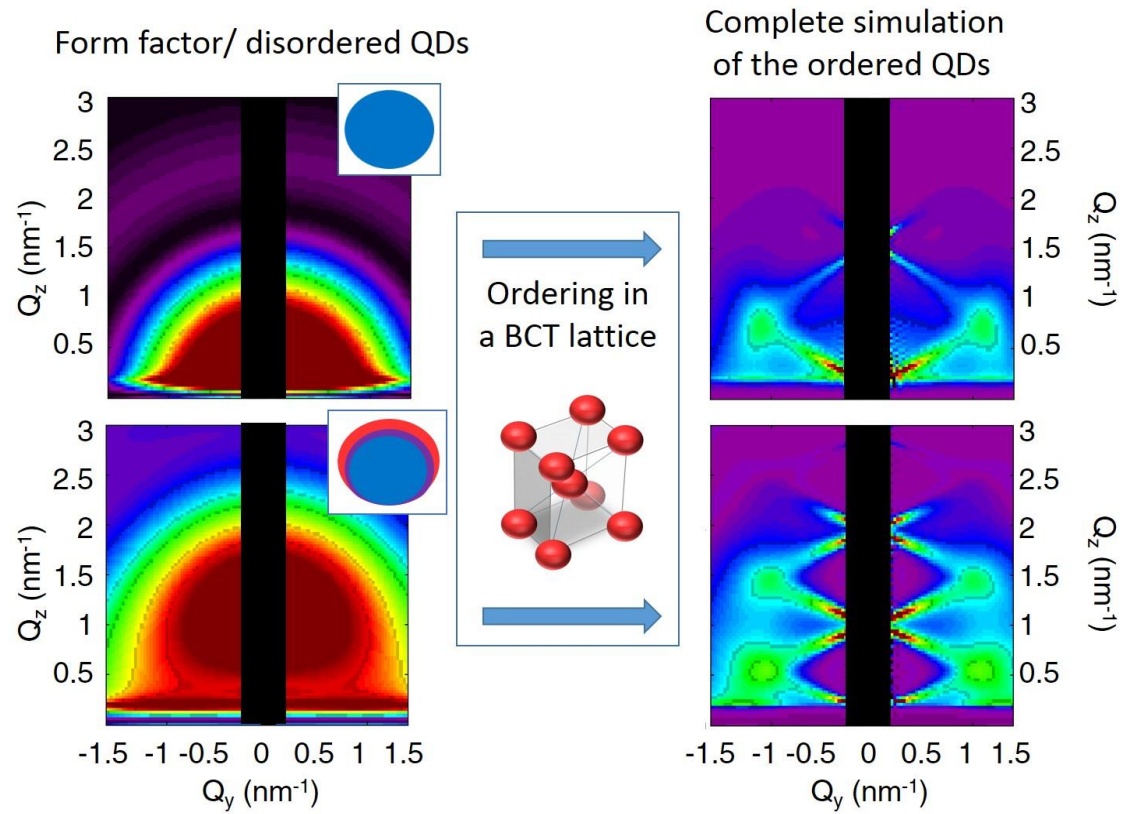 Form factor/ disordered QDs
Complete simulation
of the ordered QDs
3
2.5
2
1.5
1
0.5
Qz (nm-1)
Ordering in
a BCT lattice
3
2.5
2
1.5
1
0.5
Qz (nm-1)
3
2.5
2
1.5
1
0.5
Qz (nm-1)
3
2.5
2
1.5
1
0.5
Qz (nm-1)
-1.5 -1 -0.5 0 0.5 1 1.5
Qy (nm-1)
-1.5 -1 -0.5 0 0.5 1 1.5
Qy (nm-1)